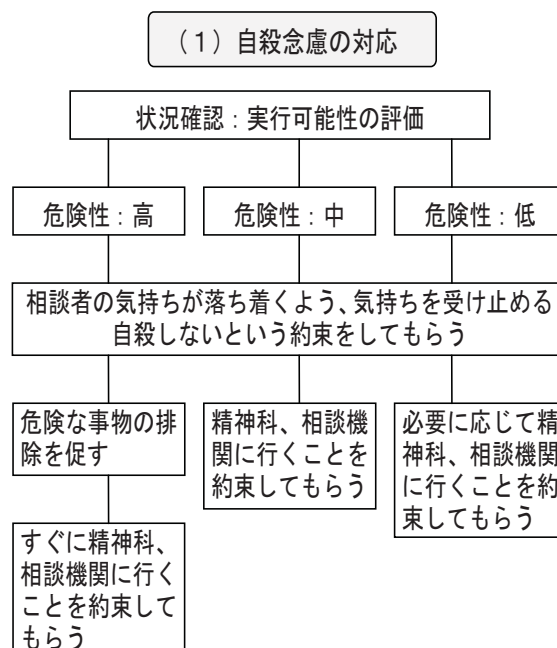 （１）自殺念慮の対応
状況確認：実行可能性の評価
危険性：高
危険性：中
危険性：低
相談者の気持ちが落ち着くよう、気持ちを受け止める
自殺しないという約束をしてもらう
危険な事物の排
除を促す
精神科、相談機
関に行くことを
約束してもらう
必要に応じて精
神科、相談機関
に行くことを約
束してもらう
すぐに精神科、
相談機関に行く
ことを約束して
もらう